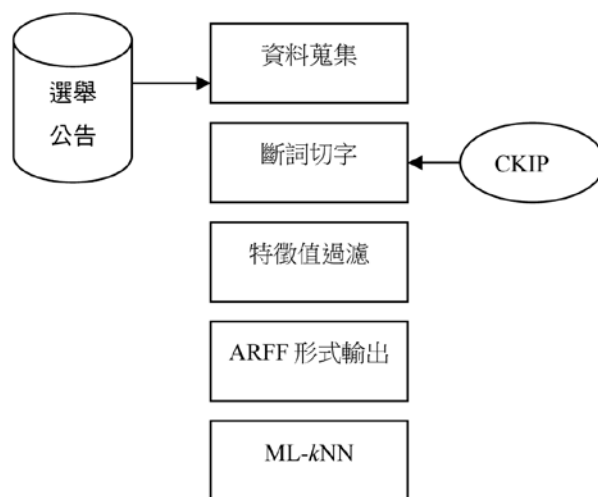 資料蒐集
選舉
公告
斷詞切字
CKIP
特徵值過濾
ARFF 形式輸出
ML-kNN